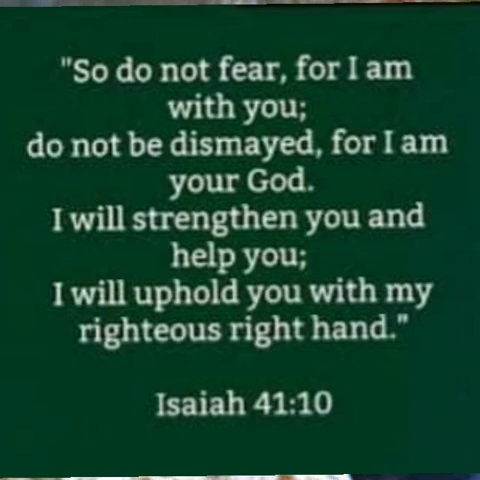 "So do not fear, for I am
with you;
do not be dismayed, for I am
your God.
I will strengthen you and
help you;
I will uphold you with my
righteous right hand."
Isaiah 41:10